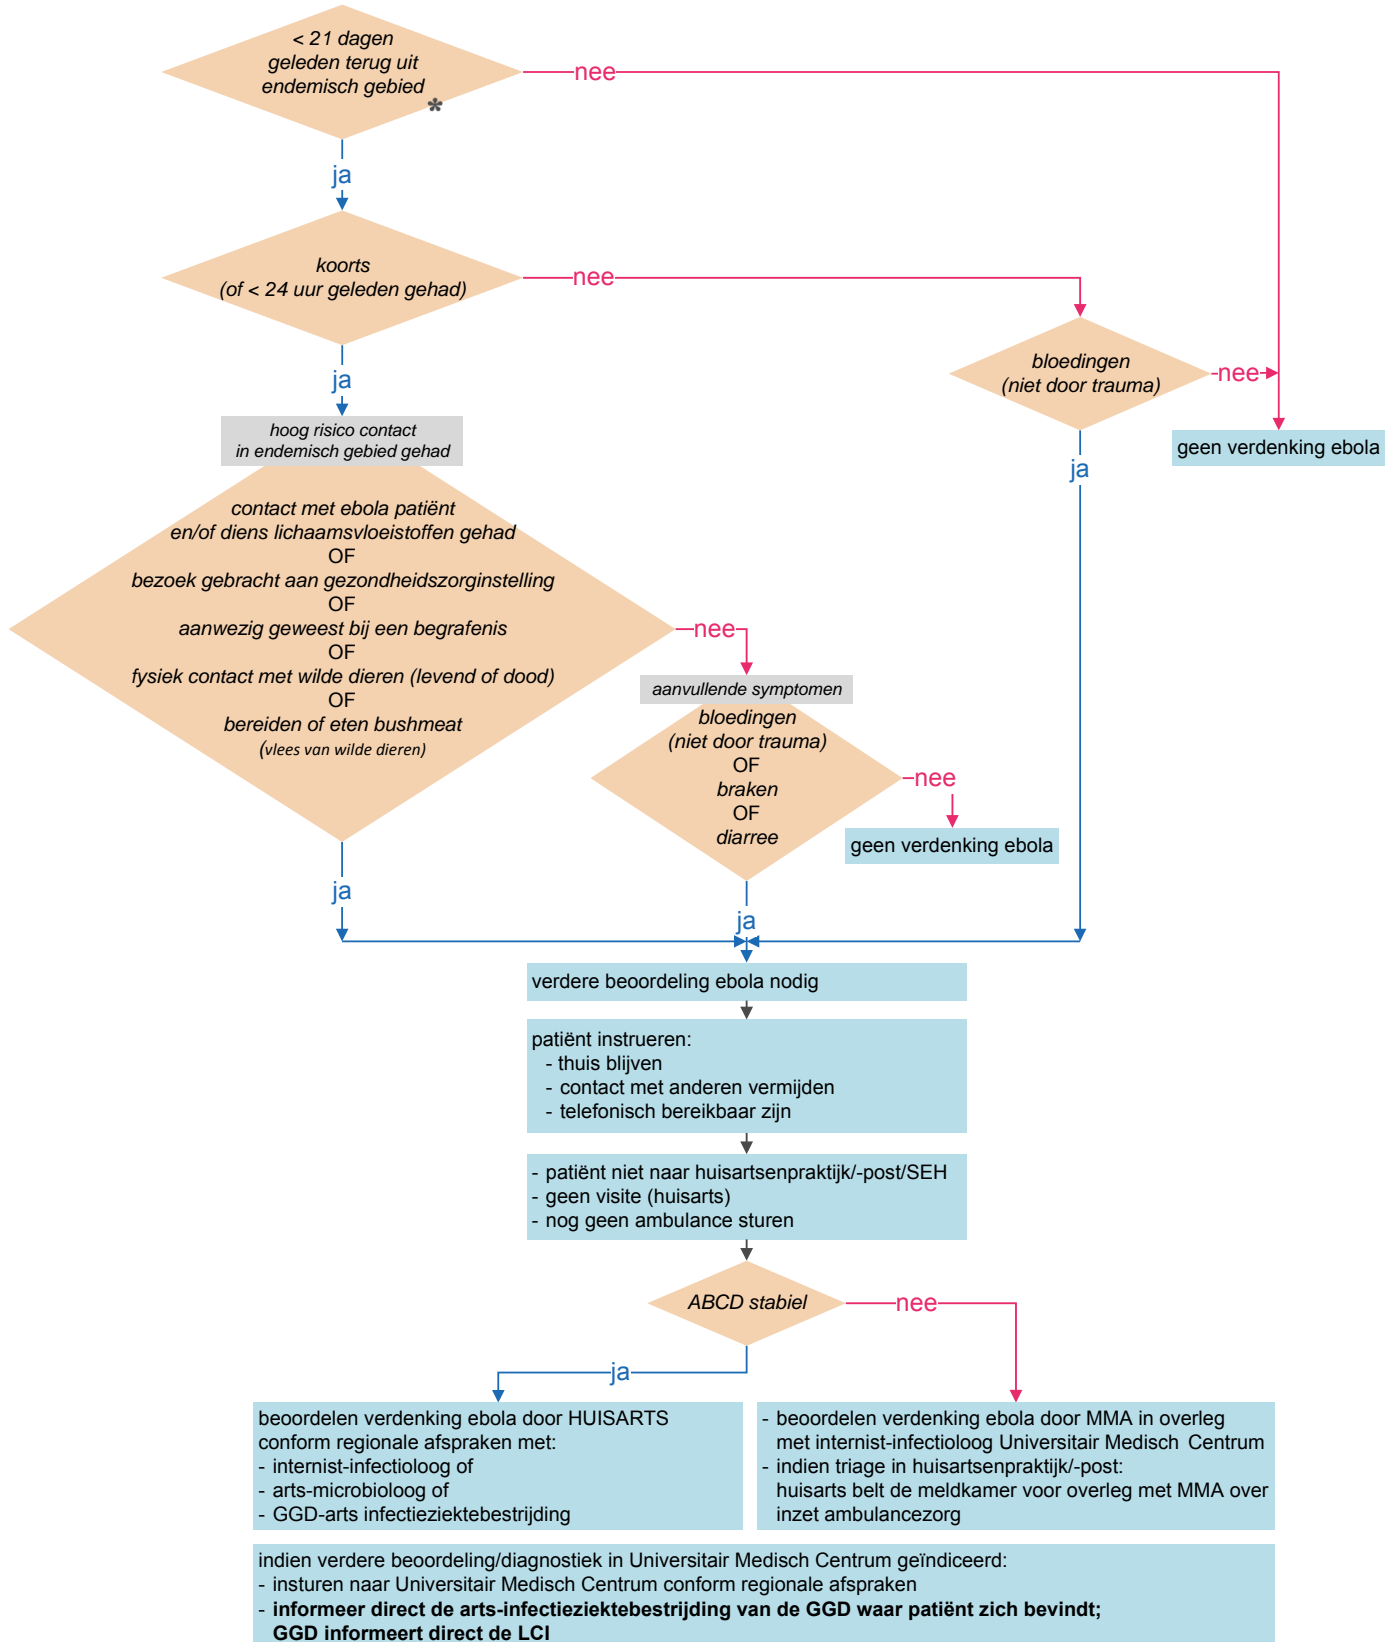 < 21 dagen
geleden terug uit
endemisch gebied
*
nee
ja
koorts
(of < 24 uur geleden gehad)
nee
bloedingen
(niet door trauma)
nee
geen verdenking ebola
ja
ja
hoog risico contact
in endemisch gebied gehad
contact met ebola patiënt
en/of diens lichaamsvloeistoffen gehad
OF
bezoek gebracht aan gezondheidszorginstelling
OF
aanwezig geweest bij een begrafenis
OF
fysiek contact met wilde dieren (levend of dood)
OF
bereiden of eten bushmeat
(vlees van wilde dieren)
nee
aanvullende symptomen
bloedingen
(niet door trauma)
OF
braken
OF
diarree
nee
geen verdenking ebola
ja
ja
verdere beoordeling ebola nodig
patiënt instrueren:
- thuis blijven
- contact met anderen vermijden
- telefonisch bereikbaar zijn
- patiënt niet naar huisartsenpraktijk/-post/SEH
- geen visite (huisarts)
- nog geen ambulance sturen
ABCD stabiel
nee
ja
beoordelen verdenking ebola door HUISARTS
conform regionale afspraken met:
- internist-infectioloog of
- arts-microbioloog of
- GGD-arts infectieziektebestrijding
- beoordelen verdenking ebola door MMA in overleg
met internist-infectioloog Universitair Medisch Centrum
- indien triage in huisartsenpraktijk/-post:
huisarts belt de meldkamer voor overleg met MMA over
inzet ambulancezorg
indien verdere beoordeling/diagnostiek in Universitair Medisch Centrum geïndiceerd:
- insturen naar Universitair Medisch Centrum conform regionale afspraken
- informeer direct de arts-infectieziektebestrijding van de GGD waar patiënt zich bevindt;
GGD informeert direct de LCI